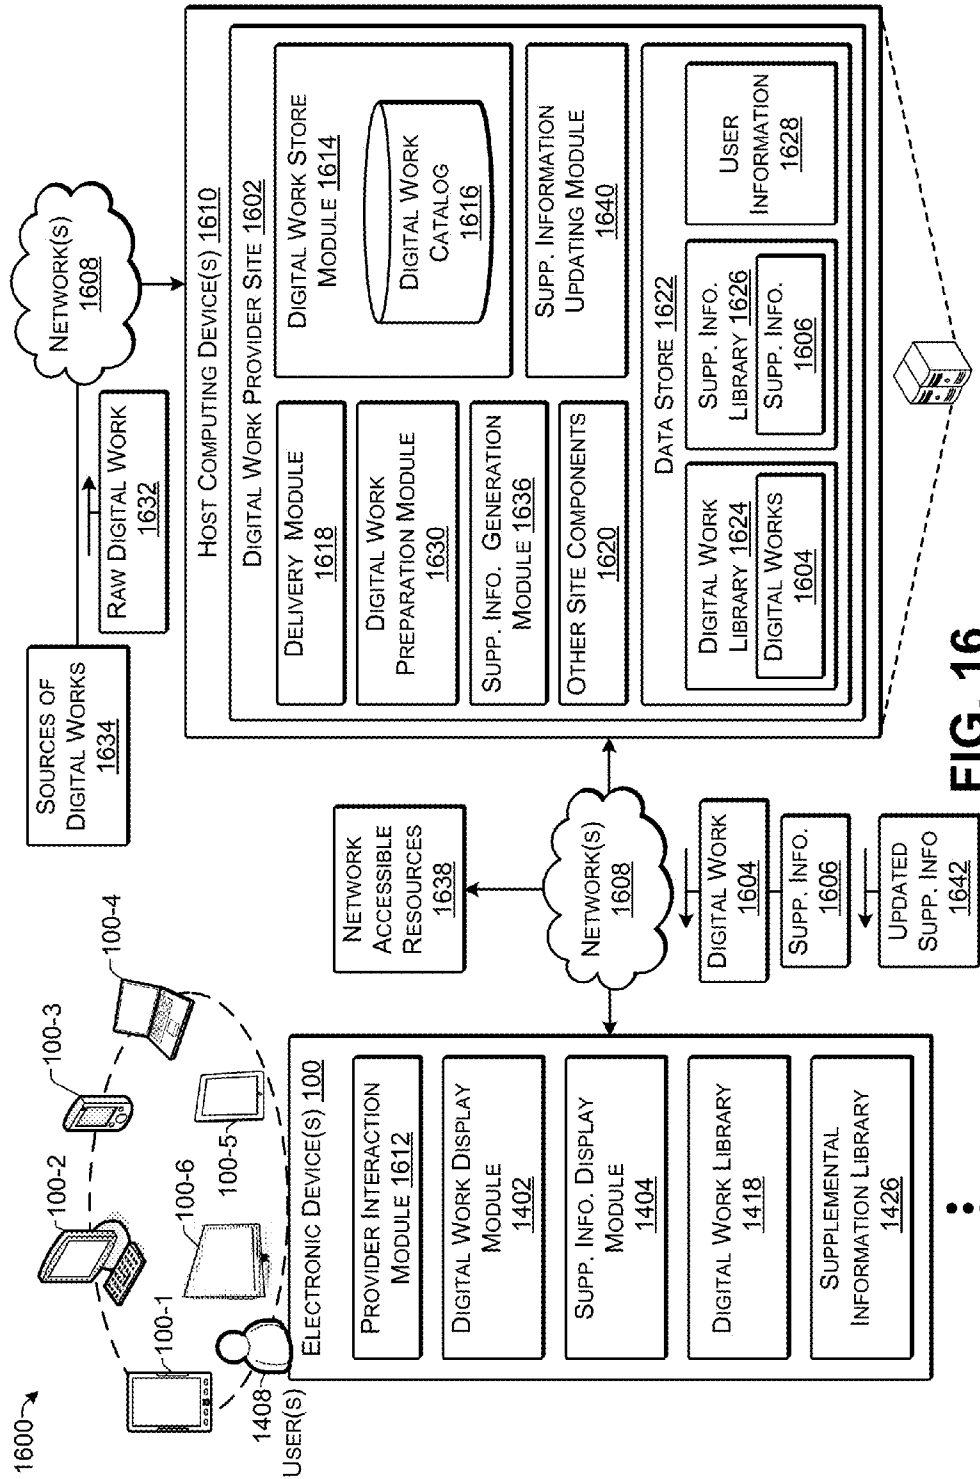 1600
100-1
100-2
100-3
100-4
100-5
100-6
1408
USER(S)
ELECTRONIC DEVICE(S) 100
PROVIDER INTERACTION
MODULE 1612
DIGITAL WORK DISPLAY
MODULE
1402
SUPP. INFO. DISPLAY
MODULE
1404
DIGITAL WORK LIBRARY
1418
SUPPLEMENTAL
INFORMATION LIBRARY
1426
NETWORK
ACCESSIBLE
RESOURCES
1638
NETWORK(S)
1608
DIGITAL WORK
1604
SUPP. INFO.
1606
UPDATED
SUPP. INFO
1642
SOURCES OF
DIGITAL WORKS
1634
RAW DIGITAL WORK
1632
NETWORK(S)
1608
HOST COMPUTING DEVICE(S) 1610
DIGITAL WORK PROVIDER SITE 1602
DELIVERY MODULE
1618
DIGITAL WORK
PREPARATION MODULE
1630
SUPP. INFO. GENERATION
MODULE 1636
OTHER SITE COMPONENTS
1620
DIGITAL WORK STORE
MODULE 1614
DIGITAL WORK
CATALOG
1616
SUPP. INFORMATION
UPDATING MODULE
1640
DATA STORE 1622
DIGITAL WORK
LIBRARY 1624
DIGITAL WORKS
1604
SUPP. INFO.
LIBRARY 1626
SUPP. INFO.
1606
USER
INFORMATION
1628
FIG. 16